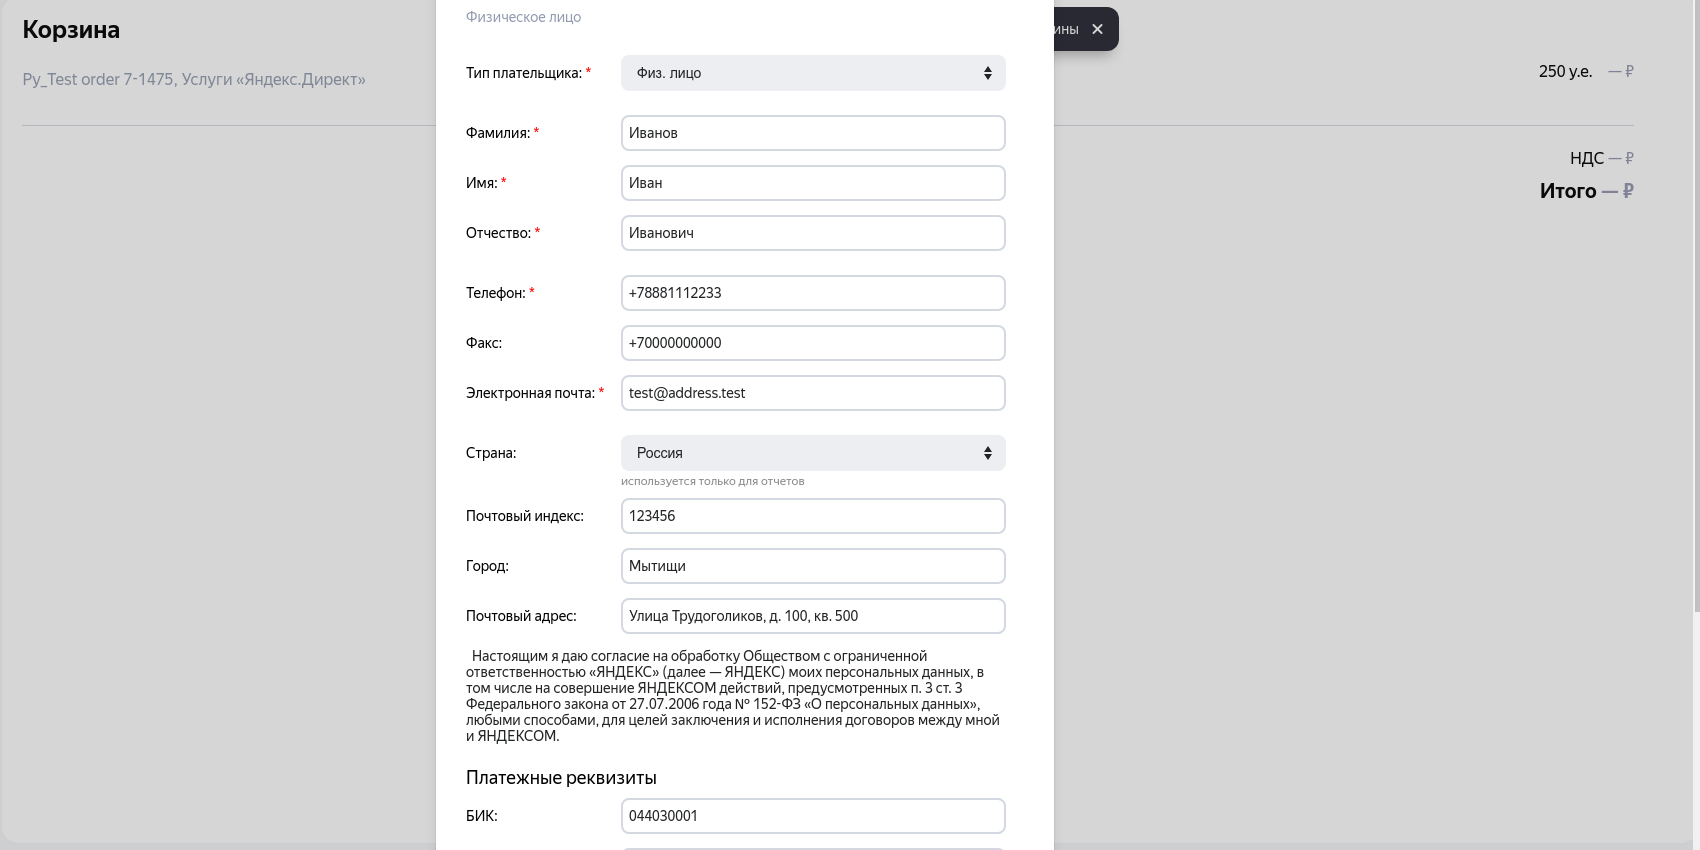 Корзина
Py_Test order 7-1475, Услуги «Яндекс.Директ»
250 у.е. — ₽
НДС — ₽
Итого — ₽
ины ✕
Физическое лицо
Тип плательщика: * Физ. лицо
Фамилия: * Иванов
Имя: * Иван
Отчество: * Иванович
Телефон: * +78881112233
Факс: +70000000000
Электронная почта: * test@address.test
Страна: Россия
используется только для отчетов
Почтовый индекс: 123456
Город: Мытищи
Почтовый адрес: Улица Трудоголиков, д. 100, кв. 500
Настоящим я даю согласие на обработку Обществом с ограниченной
ответственностью «ЯНДЕКС» (далее — ЯНДЕКС) моих персональных данных, в
том числе на совершение ЯНДЕКСОМ действий, предусмотренных п. 3 ст. 3
Федерального закона от 27.07.2006 года № 152-ФЗ «О персональных данных»,
любыми способами, для целей заключения и исполнения договоров между мной
и ЯНДЕКСОМ.
Платежные реквизиты
БИК: 044030001